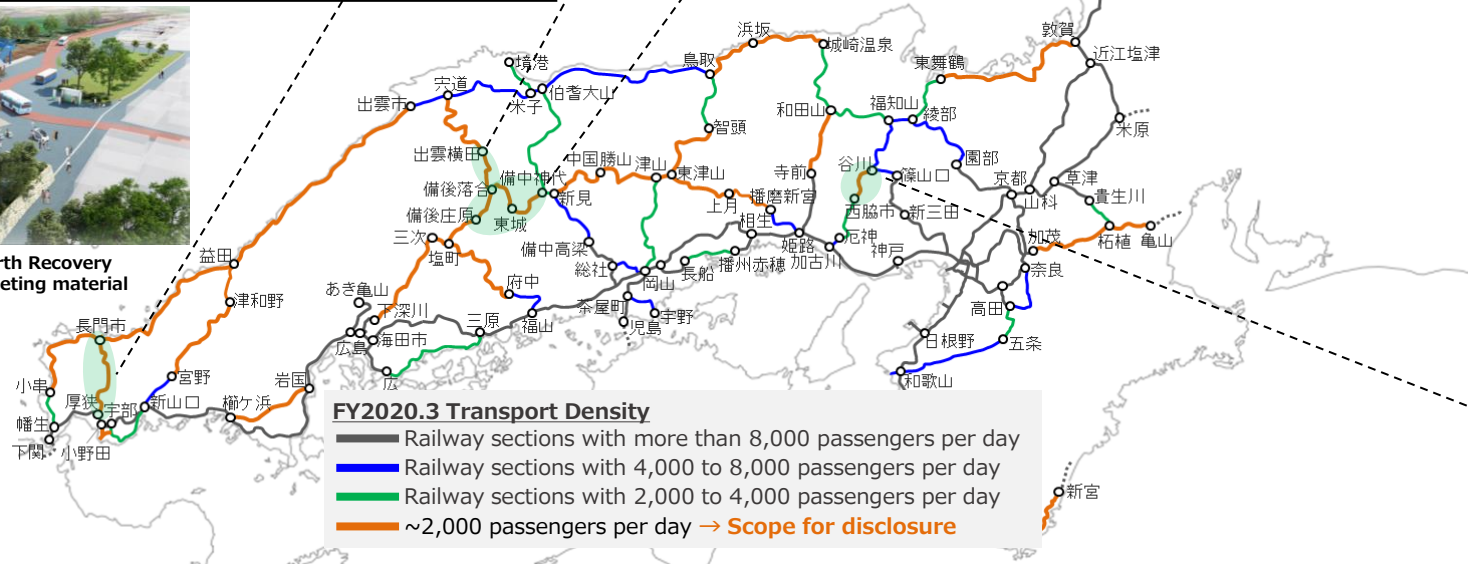 rth Recovery
eting material
敦賀
近江塩津
米原
東舞鶴
綾部
福知山
城崎温泉
浜坂
鳥取
和田山
智頭
境港
米子
伯耆大山
宍道
出雲市
出雲横田
備後落合
備中神代
備後庄原
東城
新見
中国勝山
津山
東津山
上月
播磨新宮
寺前
谷川
篠山口
園部
京都
山科
草津
貴生川
柘植
亀山
加茂
奈良
高田
五条
日根野
和歌山
新宮
西脇市
新三田
厄神
神戸
加古川
姫路
相生
播州赤穂
長船
岡山
総社
備中高梁
三次
塩町
府中
福山
茶屋町
児島
宇野
三原
下深川
あき亀山
広島
海田市
広
岩国
櫛ケ浜
新山口
宮野
津和野
益田
長門市
小串
幡生
下関
厚狭
宇部
小野田
FY2020.3 Transport Density
Railway sections with more than 8,000 passengers per day
Railway sections with 4,000 to 8,000 passengers per day
Railway sections with 2,000 to 4,000 passengers per day
~2,000 passengers per day → Scope for disclosure